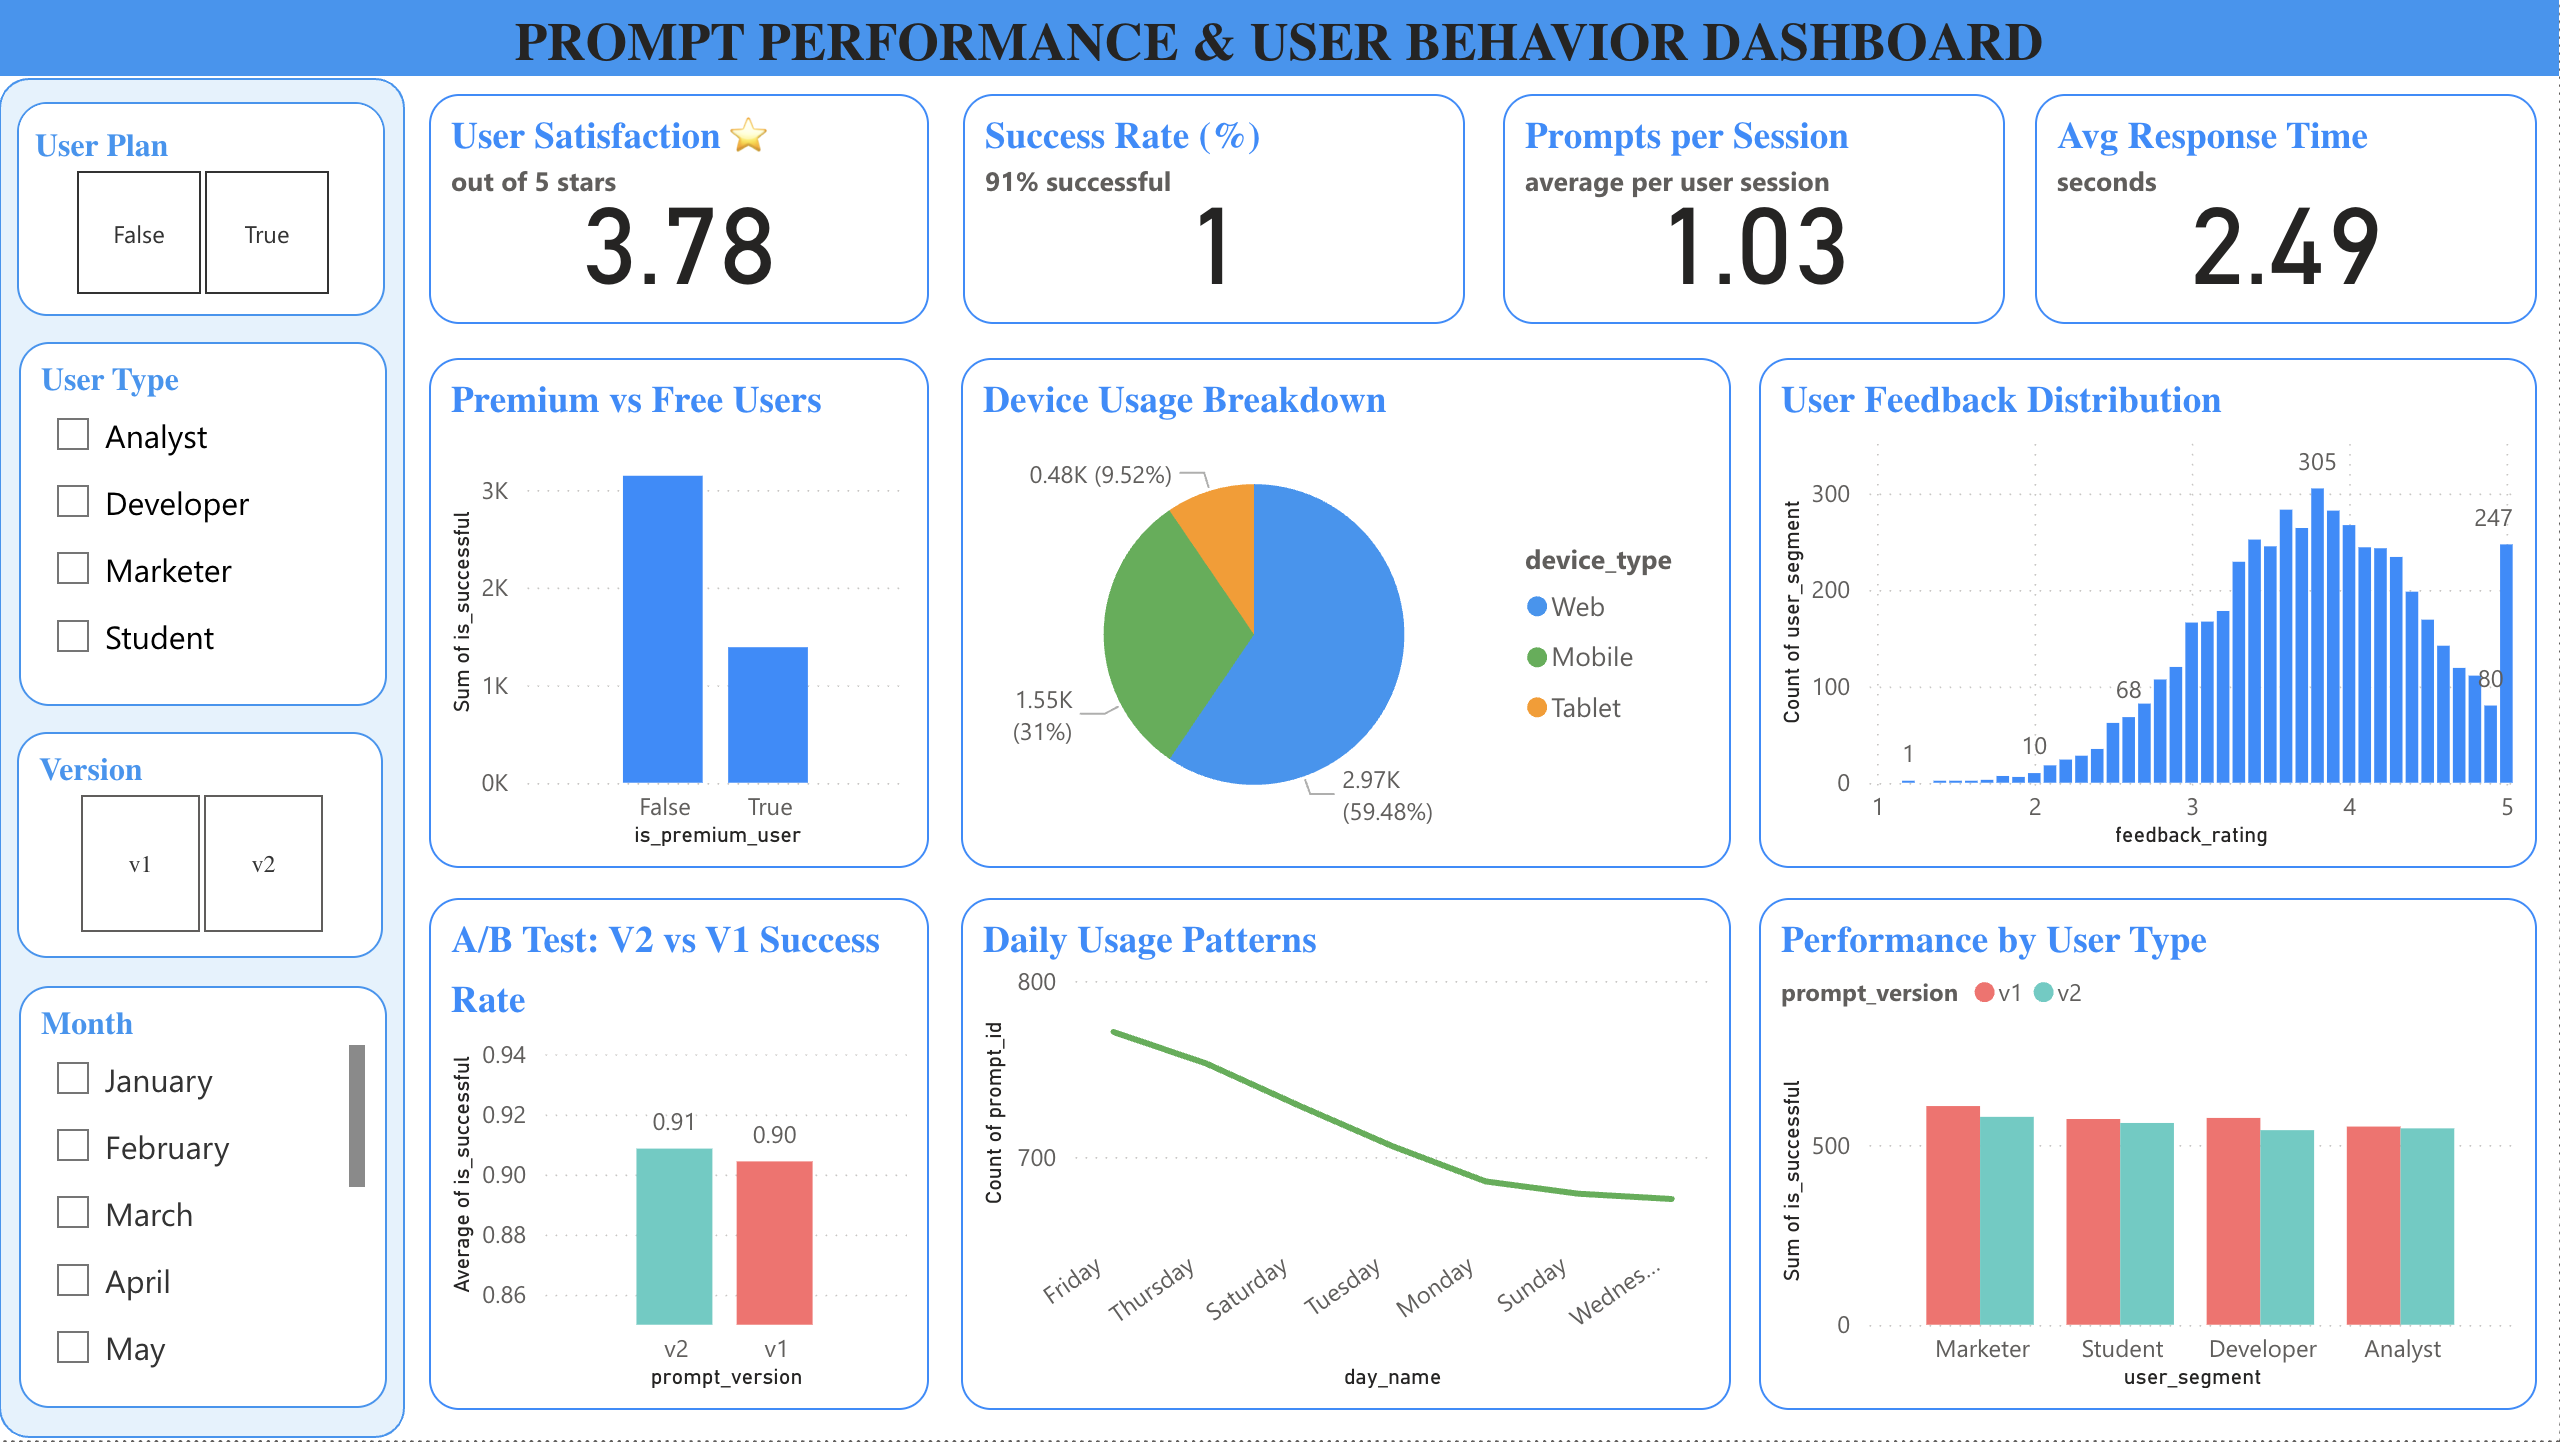 PROMPT PERFORMANCE & USER BEHAVIOR DASHBOARD
User Plan
False True
User Type
Analyst
Developer
Marketer
Student
Version
v1 v2
Month
January
February
March
April
May
User Satisfaction ⭐
out of 5 stars
3.78
Success Rate (%)
91% successful
1
Prompts per Session
average per user session
1.03
Avg Response Time
seconds
2.49
Premium vs Free Users
Sum of is_successful
3K
2K
1K
0K
False True
is_premium_user
Device Usage Breakdown
0.48K (9.52%)
1.55K
(31%)
2.97K
(59.48%)
device_type
Web
Mobile
Tablet
User Feedback Distribution
Count of user_segment
300
200
100
0
1
10
68
305
80
247
1 2 3 4 5
feedback_rating
A/B Test: V2 vs V1 Success
Rate
Average of is_successful
0.94
0.92
0.90
0.88
0.86
0.91
0.90
v2 v1
prompt_version
Daily Usage Patterns
Count of prompt_id
800
700
Friday Thursday Saturday Tuesday Monday Sunday Wednes...
day_name
Performance by User Type
prompt_version v1 v2
Sum of is_successful
500
0
Marketer Student Developer Analyst
user_segment